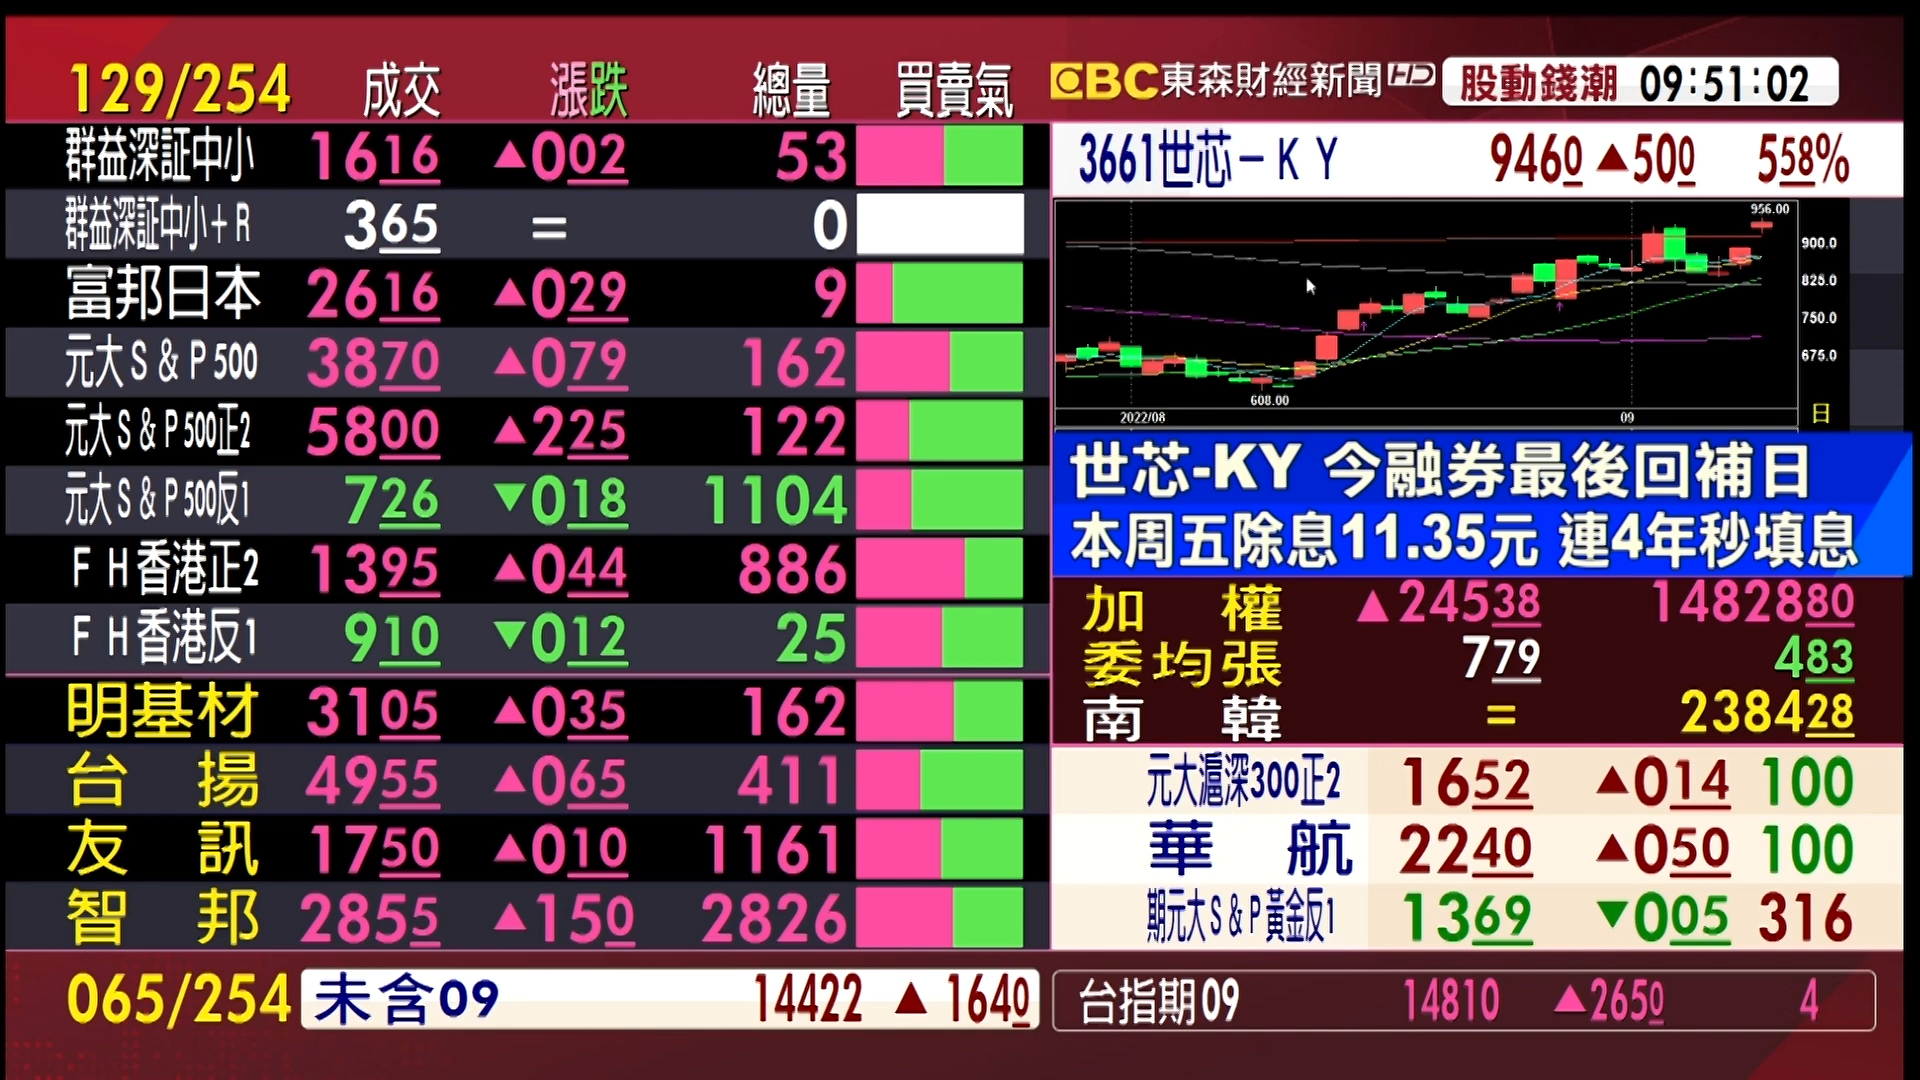 129/254 成交 漲跌 總量 買賣氣
EBC東森財經新聞HD 股動錢潮 09:51:02
群益深証中小 1616 ▲002 53
群益深証中小+R 365 = 0
富邦日本 2616 ▲029 9
元大S&P500 3870 ▲079 162
元大S&P500正2 5800 ▲225 122
元大S&P500反1 726 ▼018 1104
FH香港正2 1395 ▲044 886
FH香港反1 910 ▼012 25
明基材 3105 ▲035 162
台揚 4955 ▲065 411
友訊 1750 ▲010 1161
智邦 2855 ▲150 2826
3661世芯-KY 9460 ▲500 558%
956.00
900.0
825.0
750.0
675.0
608.00
2022/08 09 日
世芯-KY 今融券最後回補日
本周五除息11.35元 連4年秒填息
加權 ▲24538 1482880
委均張 779 483
南韓 = 238428
元大滬深300正2 1652 ▲014 100
華航 2240 ▲050 100
期元大S&P黃金反1 1369 ▼005 316
065/254 未含09 14422 ▲1640
台指期09 14810 ▲2650 4